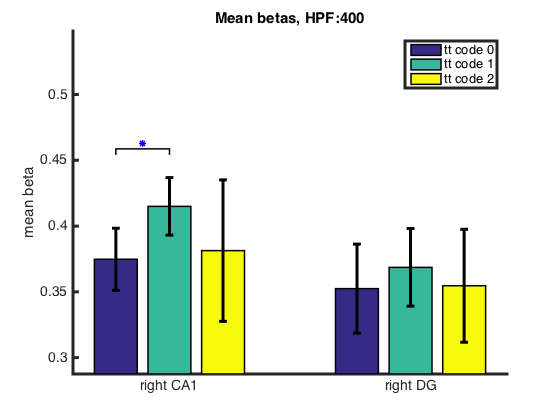 Mean betas, HPF:400
tt code 0
tt code 1
tt code 2
mean beta
0.5
0.45
0.4
0.35
0.3
*
right CA1
right DG